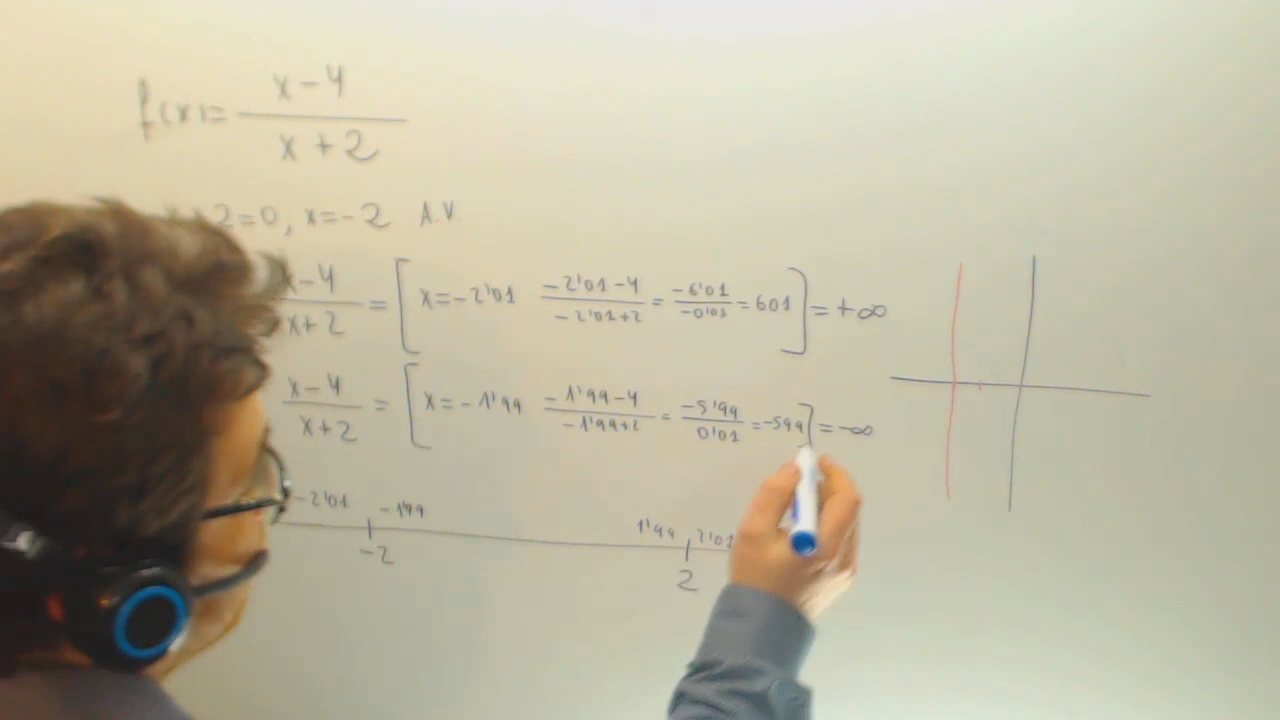 f(x)= x-4 / x+2
x+2=0, x=-2 A.V
x-4 / x+2 = [ x=-2'01 -2'01-4 / -2'01+2 = -6'01 / -0'01 = 601 ] = +∞
x-4 / x+2 = [ x=-1'99 -1'99-4 / -1'99+2 = -5'99 / 0'01 = -599 ] = -∞
-2'01 -1'99 1'99 2'01
-2 2